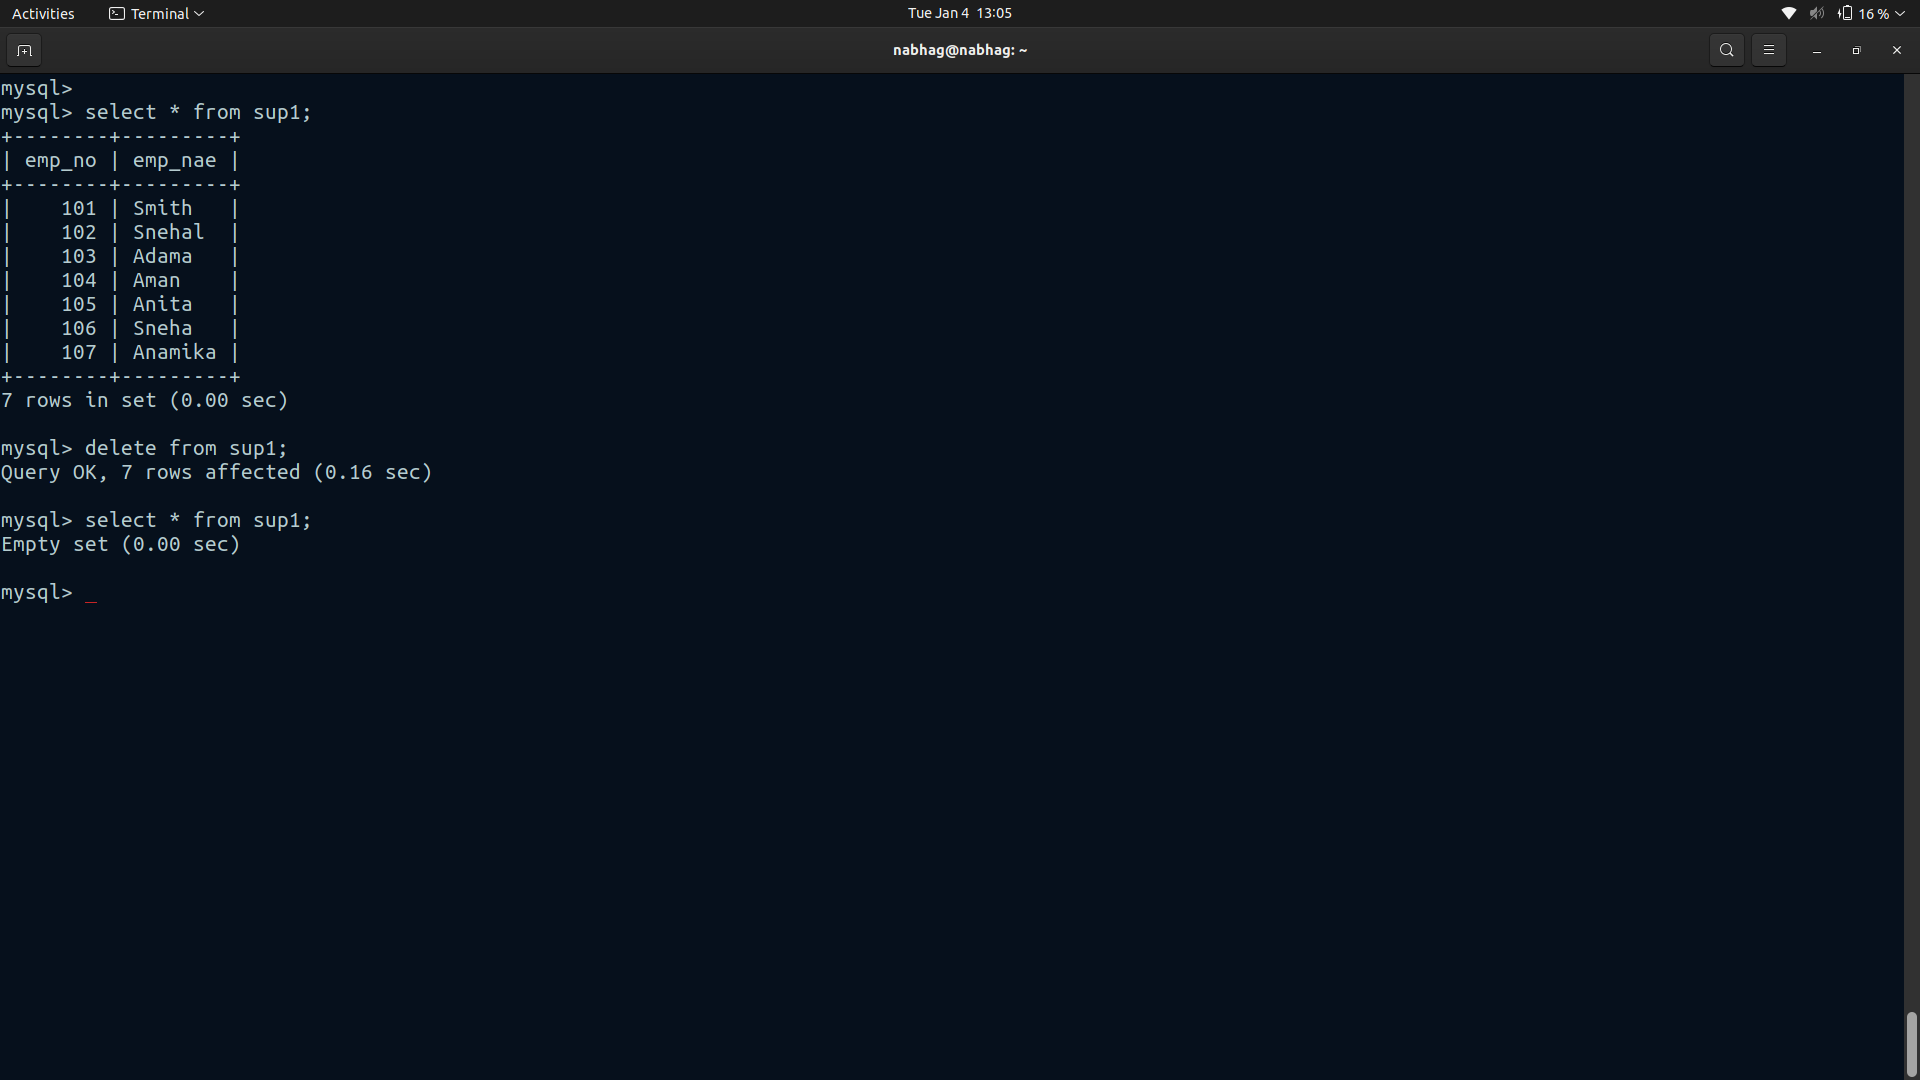 Activities Terminal Tue Jan 4 13:05 16 %
nabhag@nabhag: ~
mysql>
mysql> select * from sup1;
+--------+---------+
| emp_no | emp_nae |
+--------+---------+
|    101 | Smith   |
|    102 | Snehal  |
|    103 | Adama   |
|    104 | Aman    |
|    105 | Anita   |
|    106 | Sneha   |
|    107 | Anamika |
+--------+---------+
7 rows in set (0.00 sec)

mysql> delete from sup1;
Query OK, 7 rows affected (0.16 sec)

mysql> select * from sup1;
Empty set (0.00 sec)

mysql> _